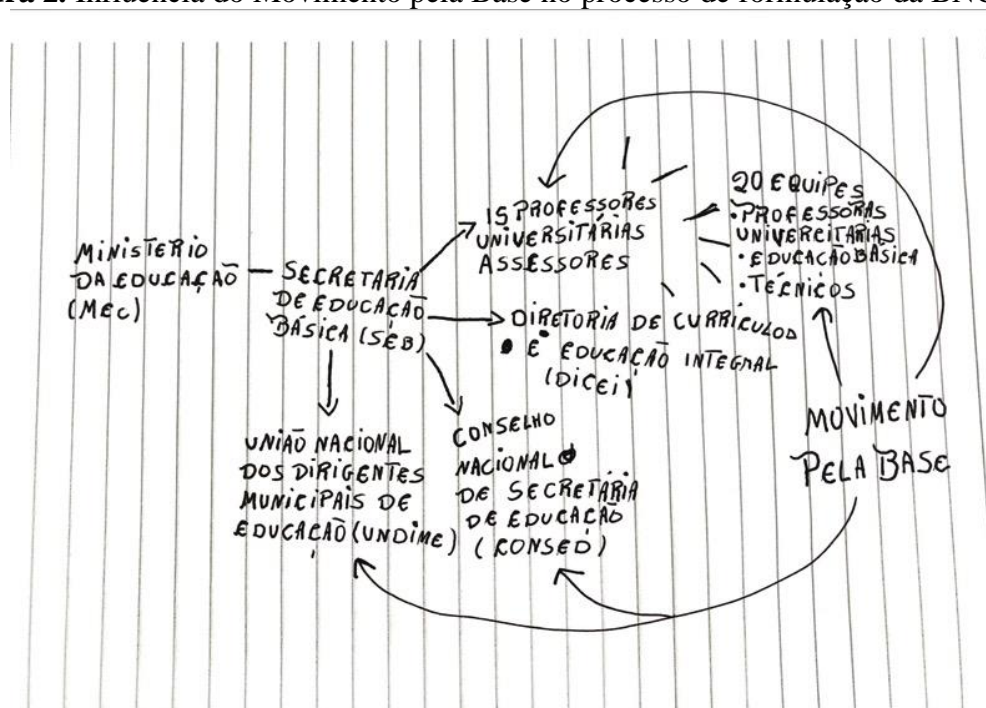 ra 2. Influência do Movimento pela Base no processo de formulação da BNC
MINISTERIO
DA EDUCAÇÃO
(MEC)
SECRETARIA
DE EDUCAÇÃO
BÁSICA (SEB)
15 PROFESSORES
UNIVERSITÁRIAS
ASSESSORES
20 EQUIPES
• PROFESSORAS
UNIVERCITARIAS
• EDUCAÇÃO BÁSICA
• TÉCNICOS
DIRETORIA DE CURRÍCULOS
E EDUCAÇÃO INTEGRAL
(DICEI)
UNIÃO NACIONAL
DOS DIRIGENTES
MUNICIPAIS DE
EDUCAÇÃO (UNDIME)
CONSELHO
NACIONAL
DE SECRETÁRIA
DE EDUCAÇÃO
(CONSED)
MOVIMENTO
PELA BASE